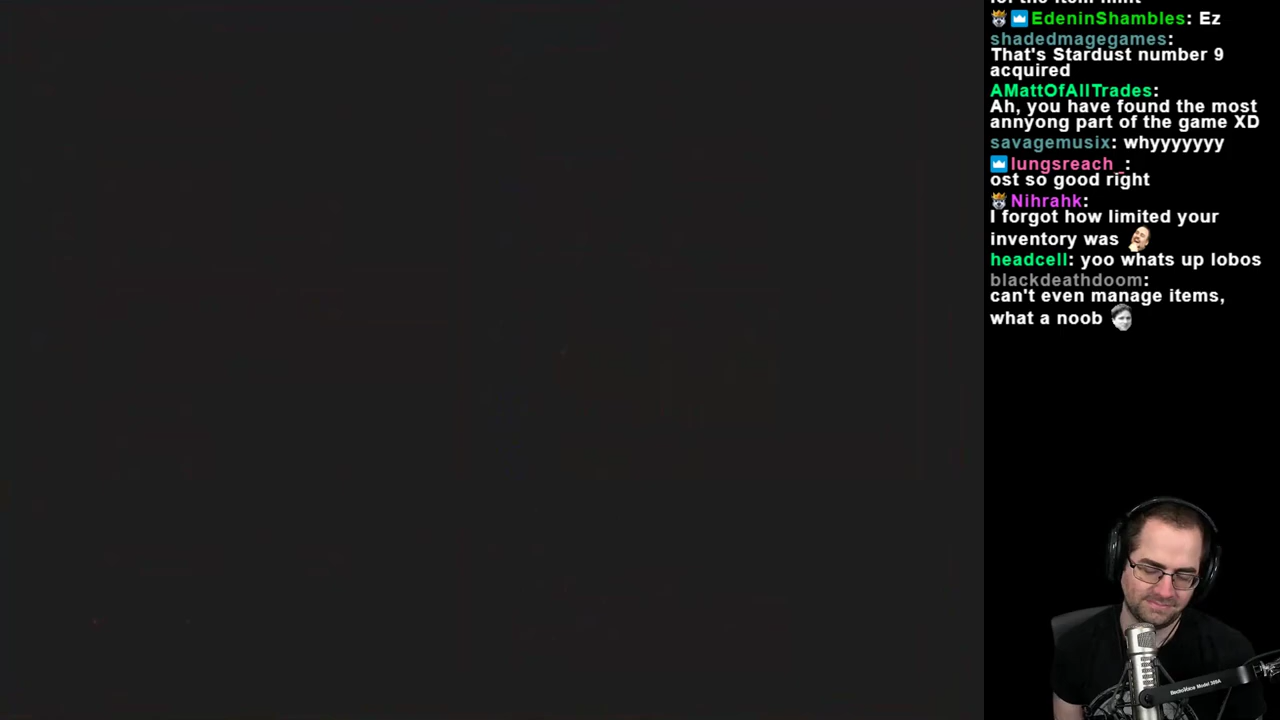 EdeninShambles: Ez
shadedmagegames:
That's Stardust number 9
acquired
AMattOfAllTrades:
Ah, you have found the most
annyong part of the game XD
savagemusix: whyyyyyyy
lungsreach_:
ost so good right
Nihrahk:
I forgot how limited your
inventory was
headcell: yoo whats up lobos
blackdeathdoom:
can't even manage items,
what a noob